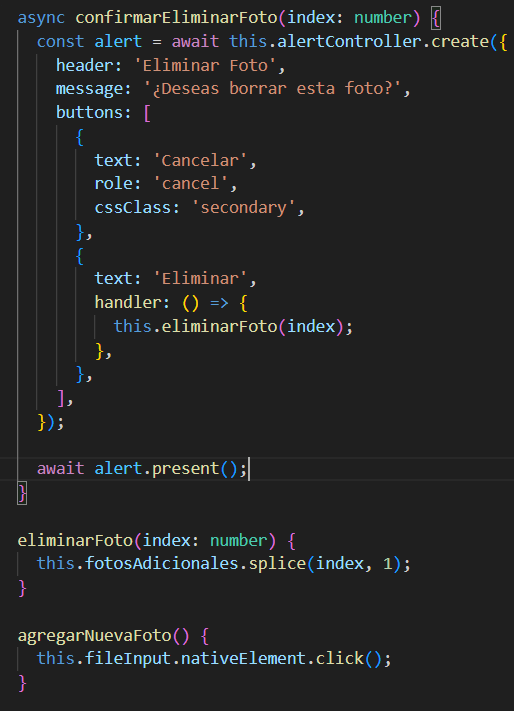 async confirmarEliminarFoto(index: number) {
  const alert = await this.alertController.create({
    header: 'Eliminar Foto',
    message: '¿Deseas borrar esta foto?',
    buttons: [
      {
        text: 'Cancelar',
        role: 'cancel',
        cssClass: 'secondary',
      },
      {
        text: 'Eliminar',
        handler: () => {
          this.eliminarFoto(index);
        },
      },
    ],
  });

  await alert.present();
}

eliminarFoto(index: number) {
  this.fotosAdicionales.splice(index, 1);
}

agregarNuevaFoto() {
  this.fileInput.nativeElement.click();
}